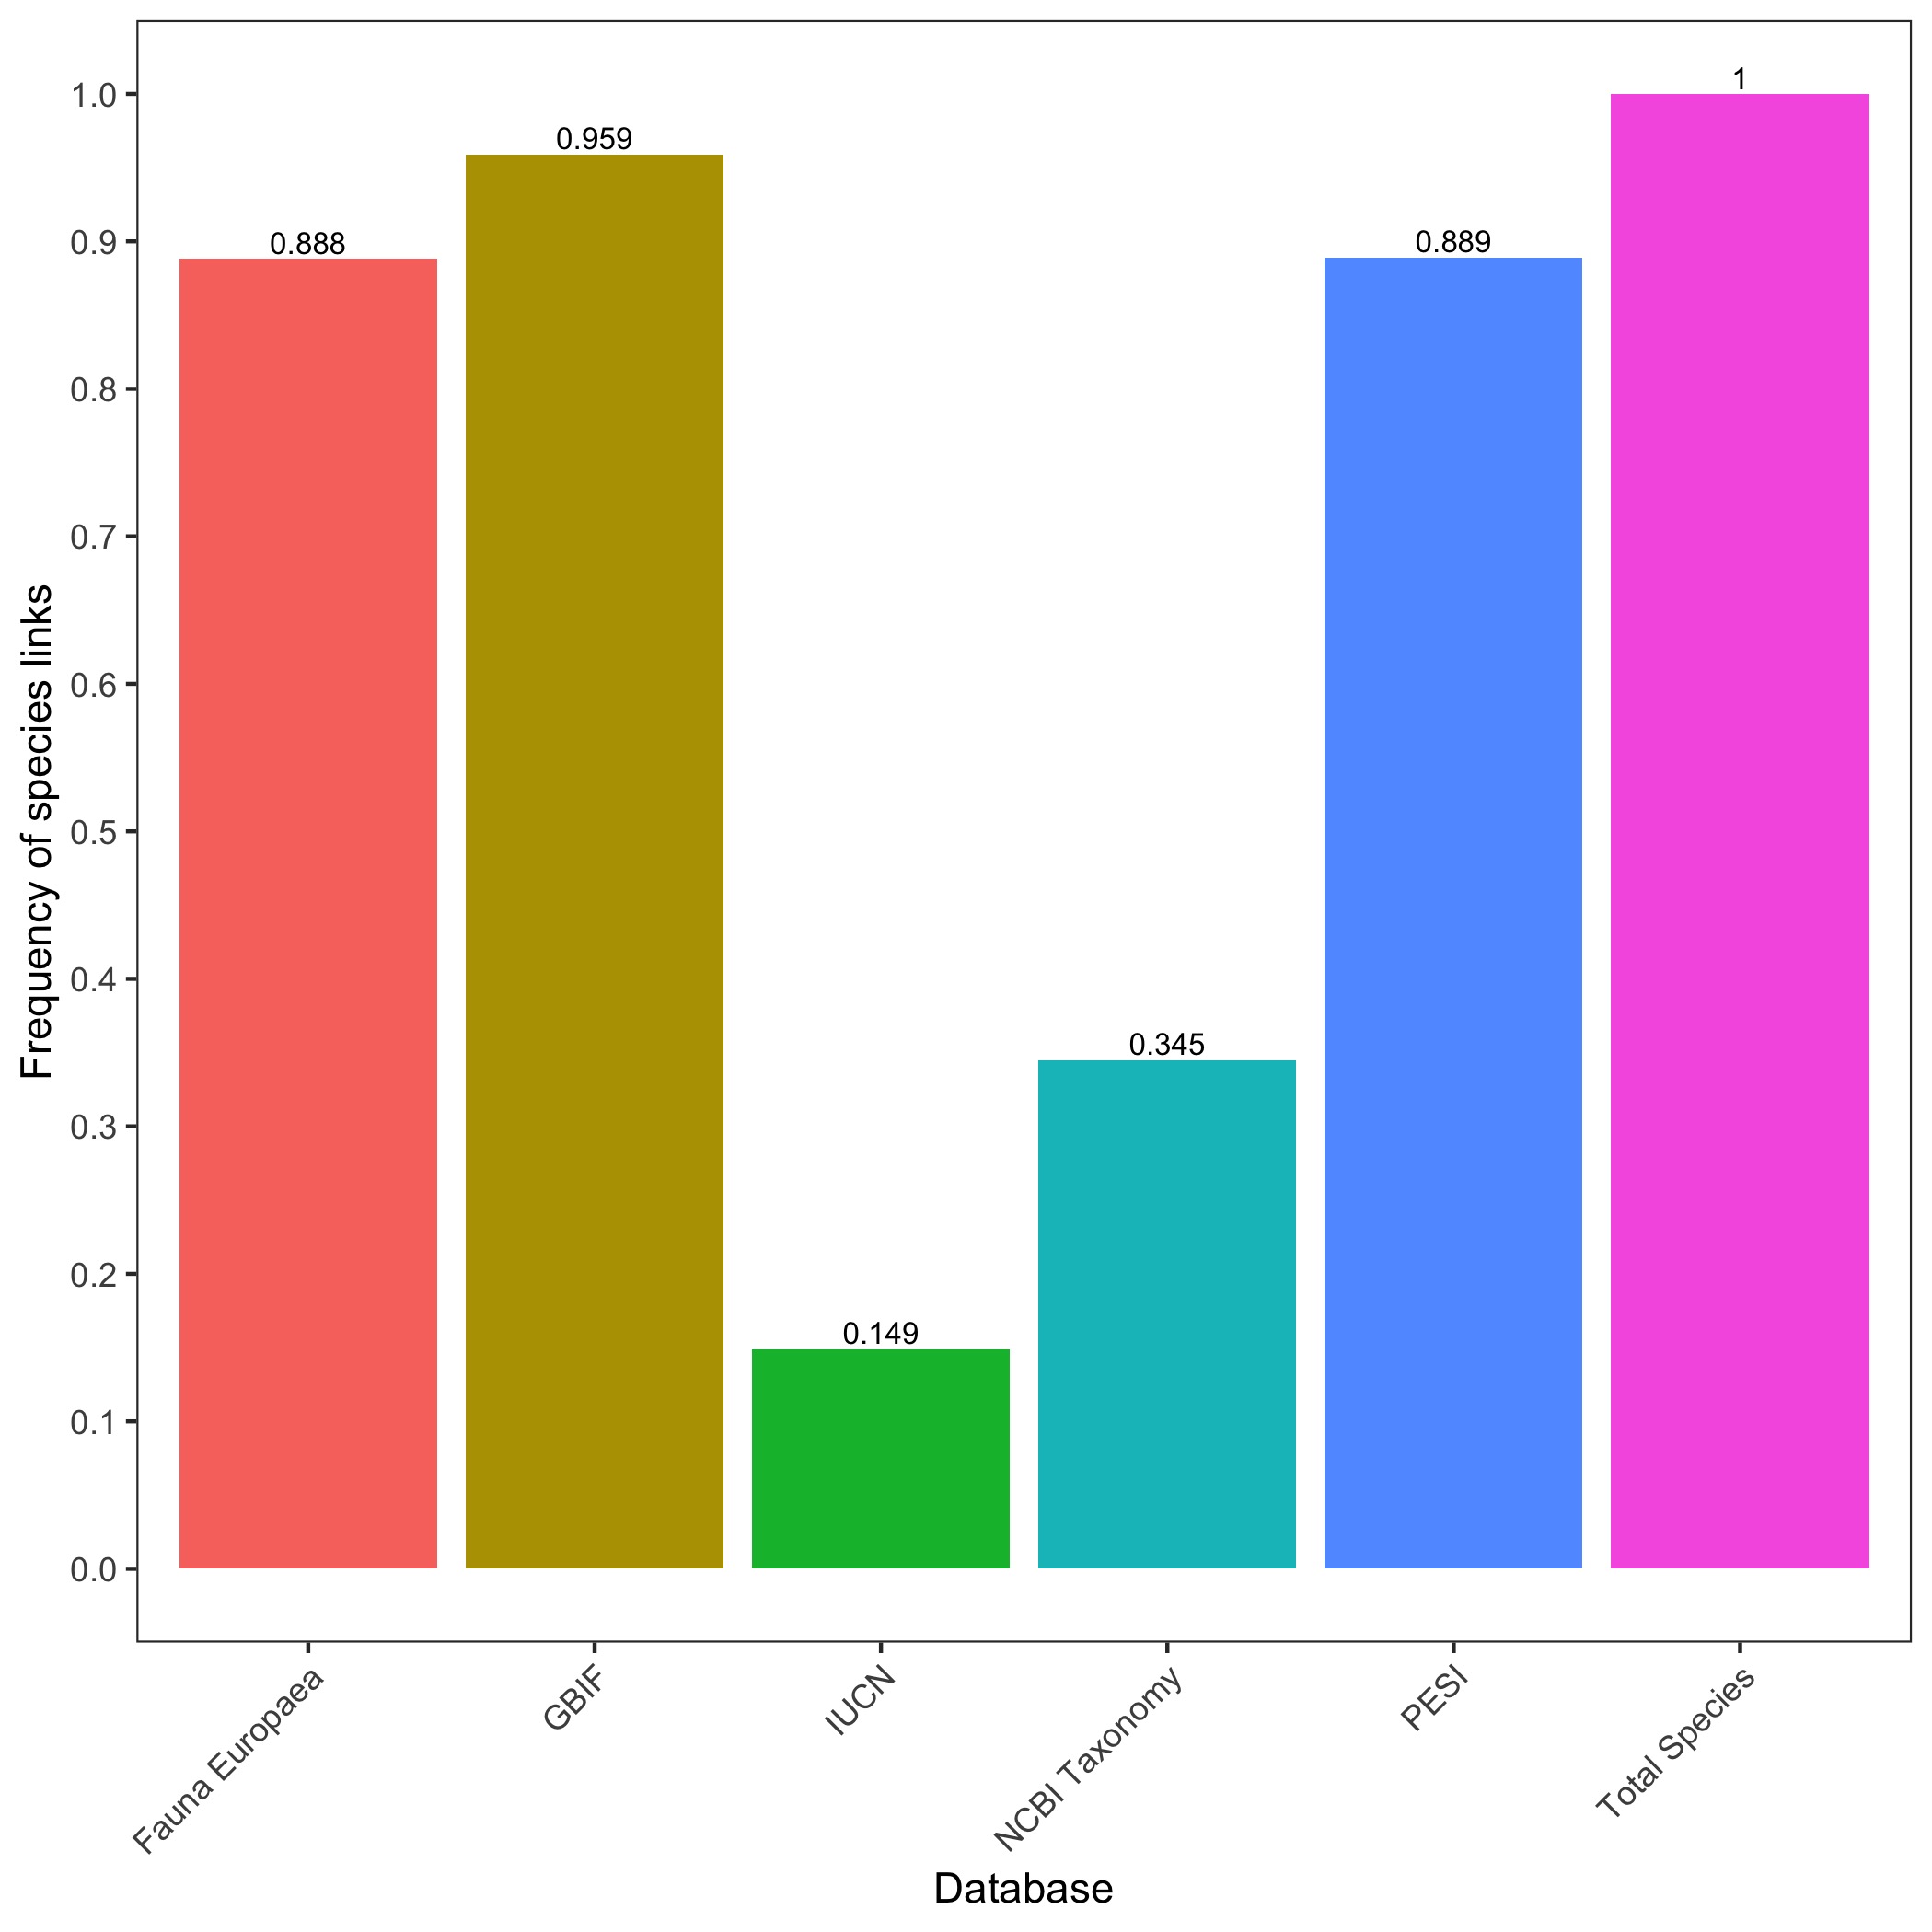 Frequency of species links
1.0
0.9
0.8
0.7
0.6
0.5
0.4
0.3
0.2
0.1
0.0
0.888
0.959
0.149
0.345
0.889
1
Fauna Europaea
GBIF
IUCN
NCBI Taxonomy
PESI
Total Species
Database